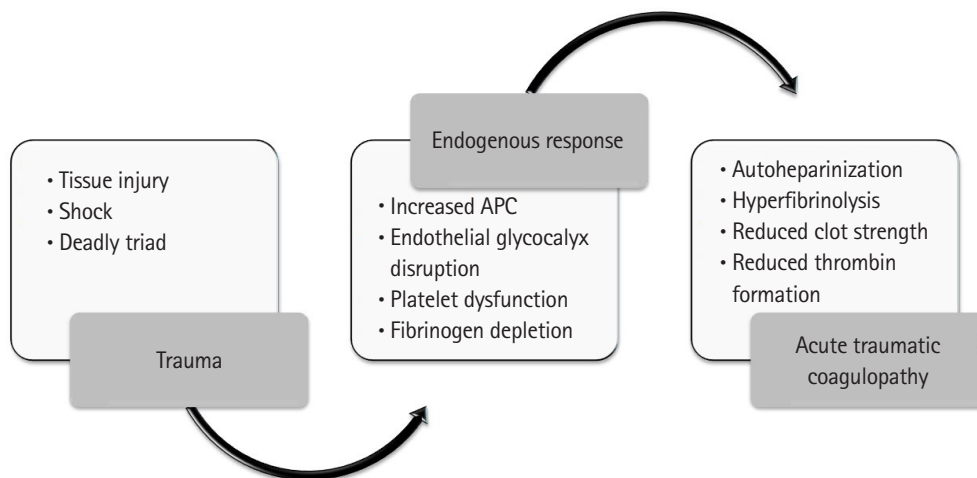 • Tissue injury
• Shock
• Deadly triad
Trauma
Endogenous response
• Increased APC
• Endothelial glycocalyx
disruption
• Platelet dysfunction
• Fibrinogen depletion
• Autoheparinization
• Hyperfibrinolysis
• Reduced clot strength
• Reduced thrombin
formation
Acute traumatic
coagulopathy